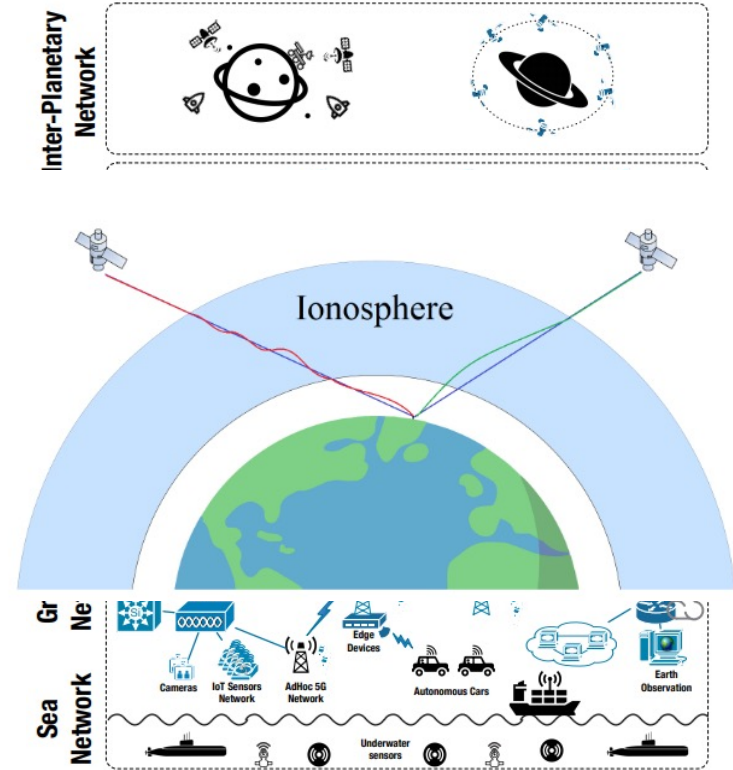 Inter-Planetary
Network
Ionosphere
Si
Edge
Devices
Cameras
IoT Sensors
Network
AdHoc 5G
Network
Autonomous Cars
Earth
Observation
Sea
Network
Underwater
sensors